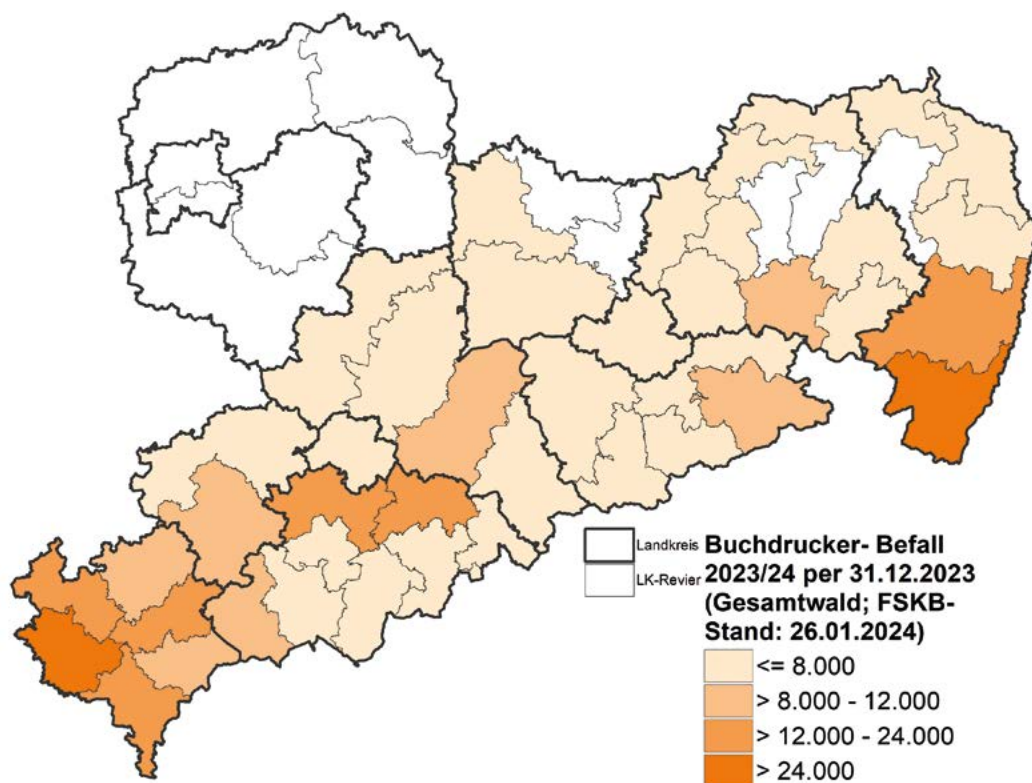 Landkreis
LK-Revier
Buchdrucker- Befall
2023/24 per 31.12.2023
(Gesamtwald; FSKB-
Stand: 26.01.2024)
<= 8.000
> 8.000 - 12.000
> 12.000 - 24.000
> 24.000